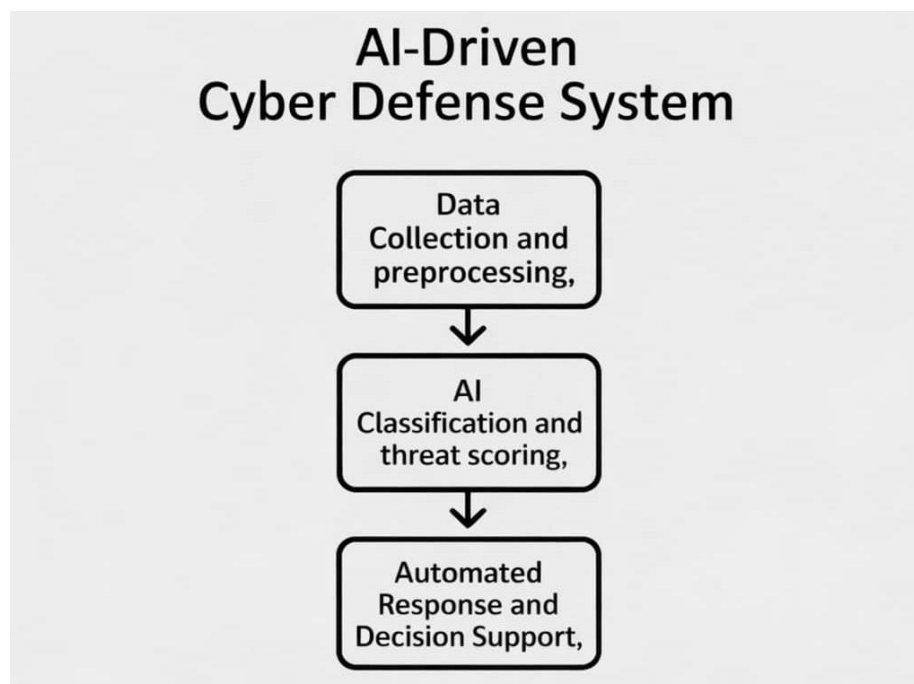 AI-Driven
Cyber Defense System
Data
Collection and
preprocessing,
AI
Classification and
threat scoring,
Automated
Response and
Decision Support,